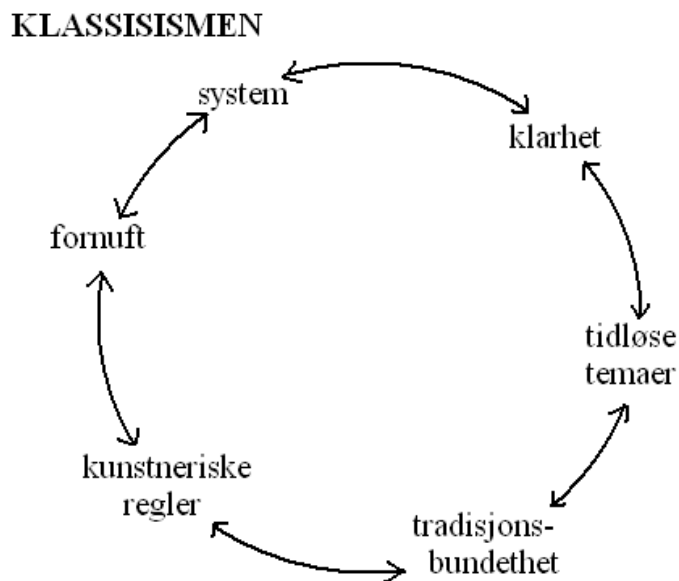 KLASSISISMEN
system
klarhet
tidløse
temaer
tradisjons-
bundethet
kunstneriske
regler
fornuft